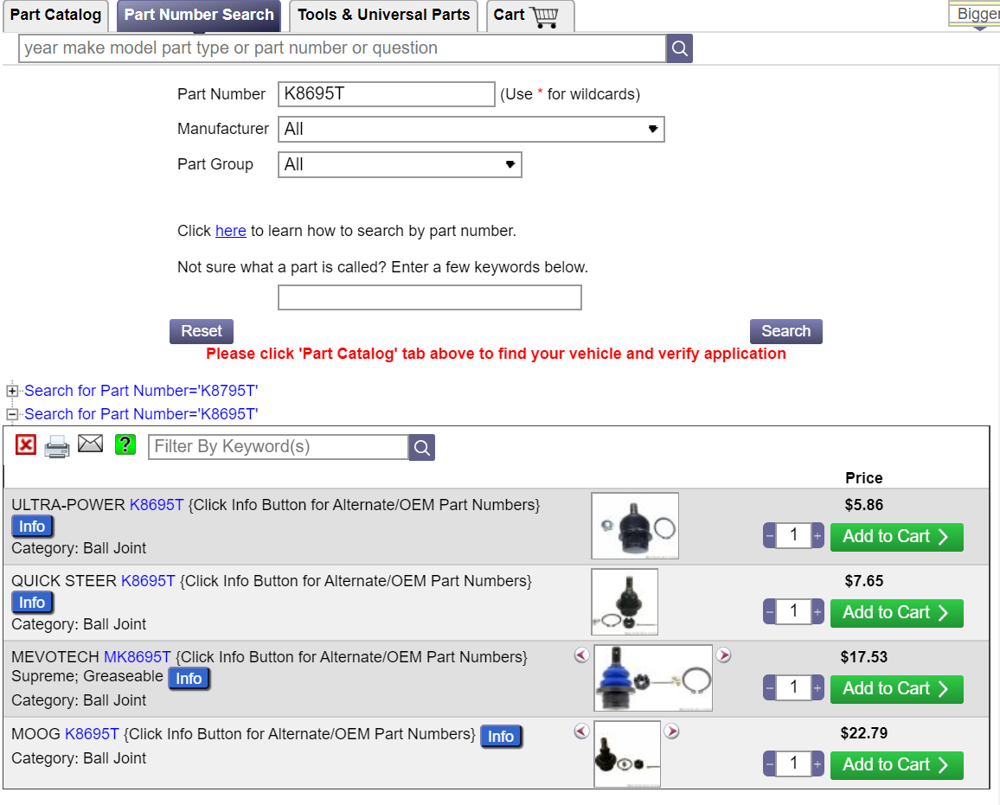 Part Catalog Part Number Search Tools & Universal Parts Cart Bigger
year make model part type or part number or question
Part Number K8695T (Use * for wildcards)
Manufacturer All
Part Group All
Click here to learn how to search by part number.
Not sure what a part is called? Enter a few keywords below.
Reset Search
Please click 'Part Catalog' tab above to find your vehicle and verify application
Search for Part Number='K8795T'
Search for Part Number='K8695T'
? Filter By Keyword(s)
Price
ULTRA-POWER K8695T {Click Info Button for Alternate/OEM Part Numbers} $5.86
Info – 1 + Add to Cart
Category: Ball Joint
QUICK STEER K8695T {Click Info Button for Alternate/OEM Part Numbers} $7.65
Info – 1 + Add to Cart
Category: Ball Joint
MEVOTECH MK8695T {Click Info Button for Alternate/OEM Part Numbers} $17.53
Supreme; Greaseable Info – 1 + Add to Cart
Category: Ball Joint
MOOG K8695T {Click Info Button for Alternate/OEM Part Numbers} Info $22.79
Category: Ball Joint – 1 + Add to Cart